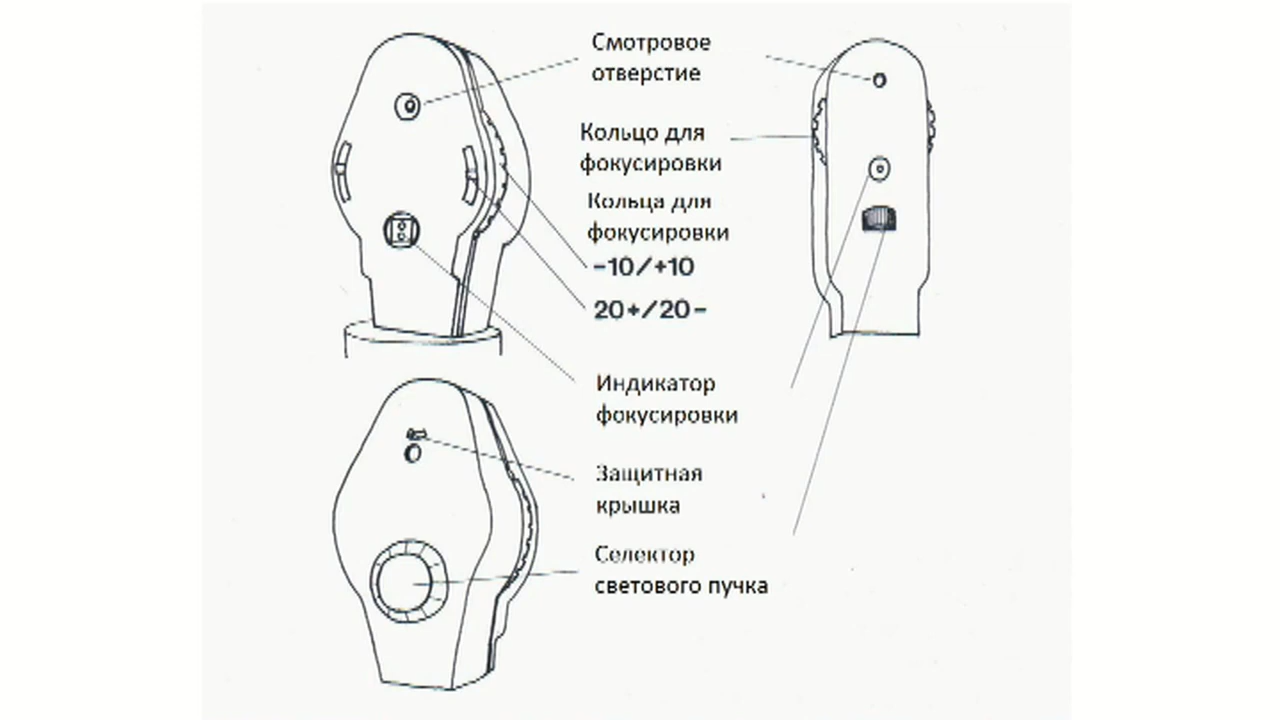 Смотровое
отверстие
Кольцо для
фокусировки
Кольца для
фокусировки
-10/+10
20+/20-
Индикатор
фокусировки
Защитная
крышка
Селектор
светового пучка